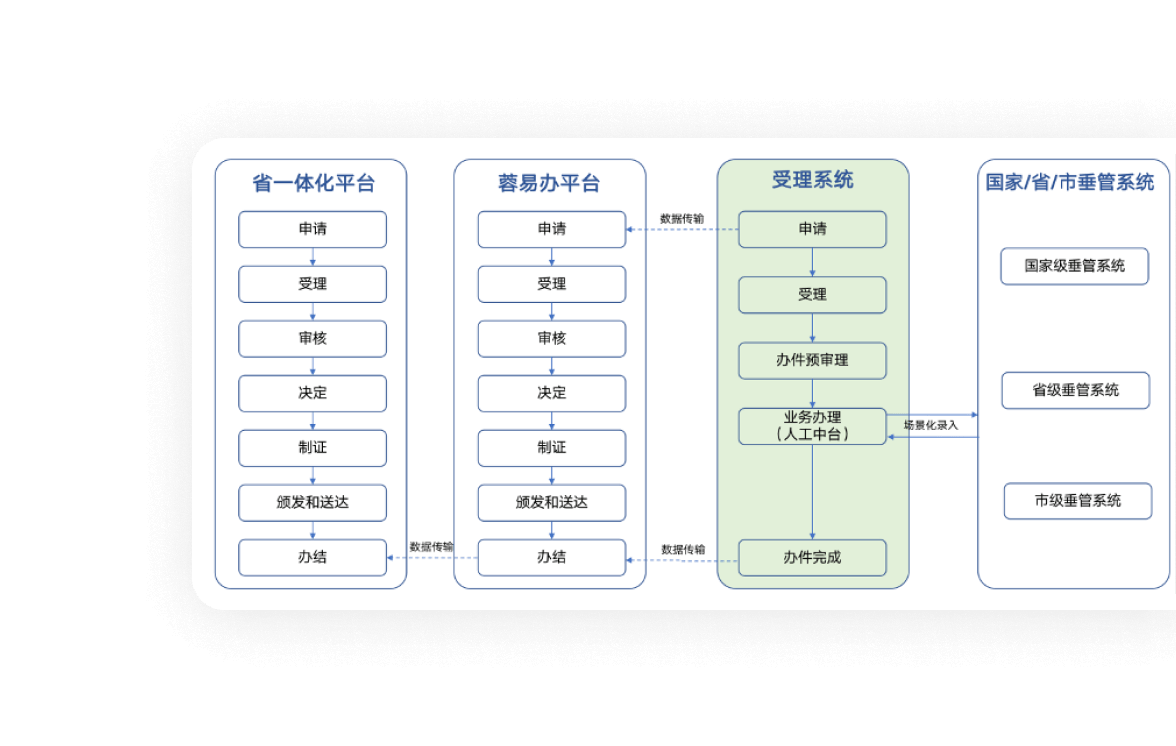 省一体化平台
申请
受理
审核
决定
制证
颁发和送达
办结
数据传输
蓉易办平台
申请
受理
审核
决定
制证
颁发和送达
办结
数据传输
数据传输
受理系统
申请
受理
办件预审理
业务办理
（人工中台）
办件完成
场景化录入
国家/省/市垂管系统
国家级垂管系统
省级垂管系统
市级垂管系统